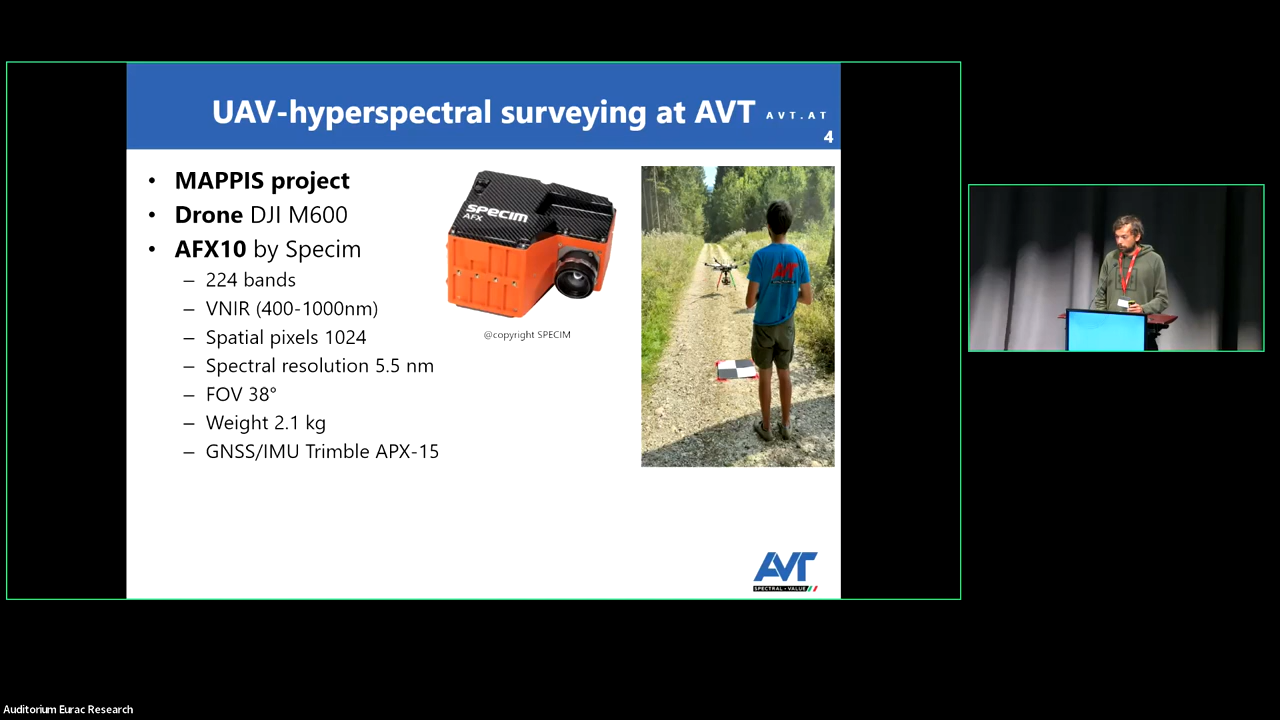 UAV-hyperspectral surveying at AVT
AVT.AT
4
• MAPPIS project
• Drone DJI M600
• AFX10 by Specim
– 224 bands
– VNIR (400-1000nm)
– Spatial pixels 1024
– Spectral resolution 5.5 nm
– FOV 38°
– Weight 2.1 kg
– GNSS/IMU Trimble APX-15
SPECIM
AFX
@copyright SPECIM
AVT
AVT
SPECTRAL • VALUE
Auditorium Eurac Research